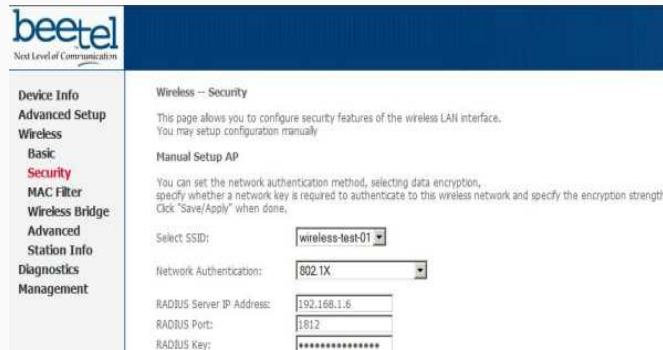 beetel
Next Level of Communication
Device Info
Advanced Setup
Wireless
Basic
Security
MAC Filter
Wireless Bridge
Advanced
Station Info
Diagnostics
Management
Wireless -- Security
This page allows you to configure security features of the wireless LAN interface.
You may setup configuration manually
Manual Setup AP
You can set the network authentication method, selecting data encryption,
specify whether a network key is required to authenticate to this wireless network and specify the encryption strength
Click "Save/Apply" when done.
Select SSID: wireless-test-01
Network Authentication: 802.1X
RADIUS Server IP Address: 192.168.1.6
RADIUS Port: 1812
RADIUS Key: ***************